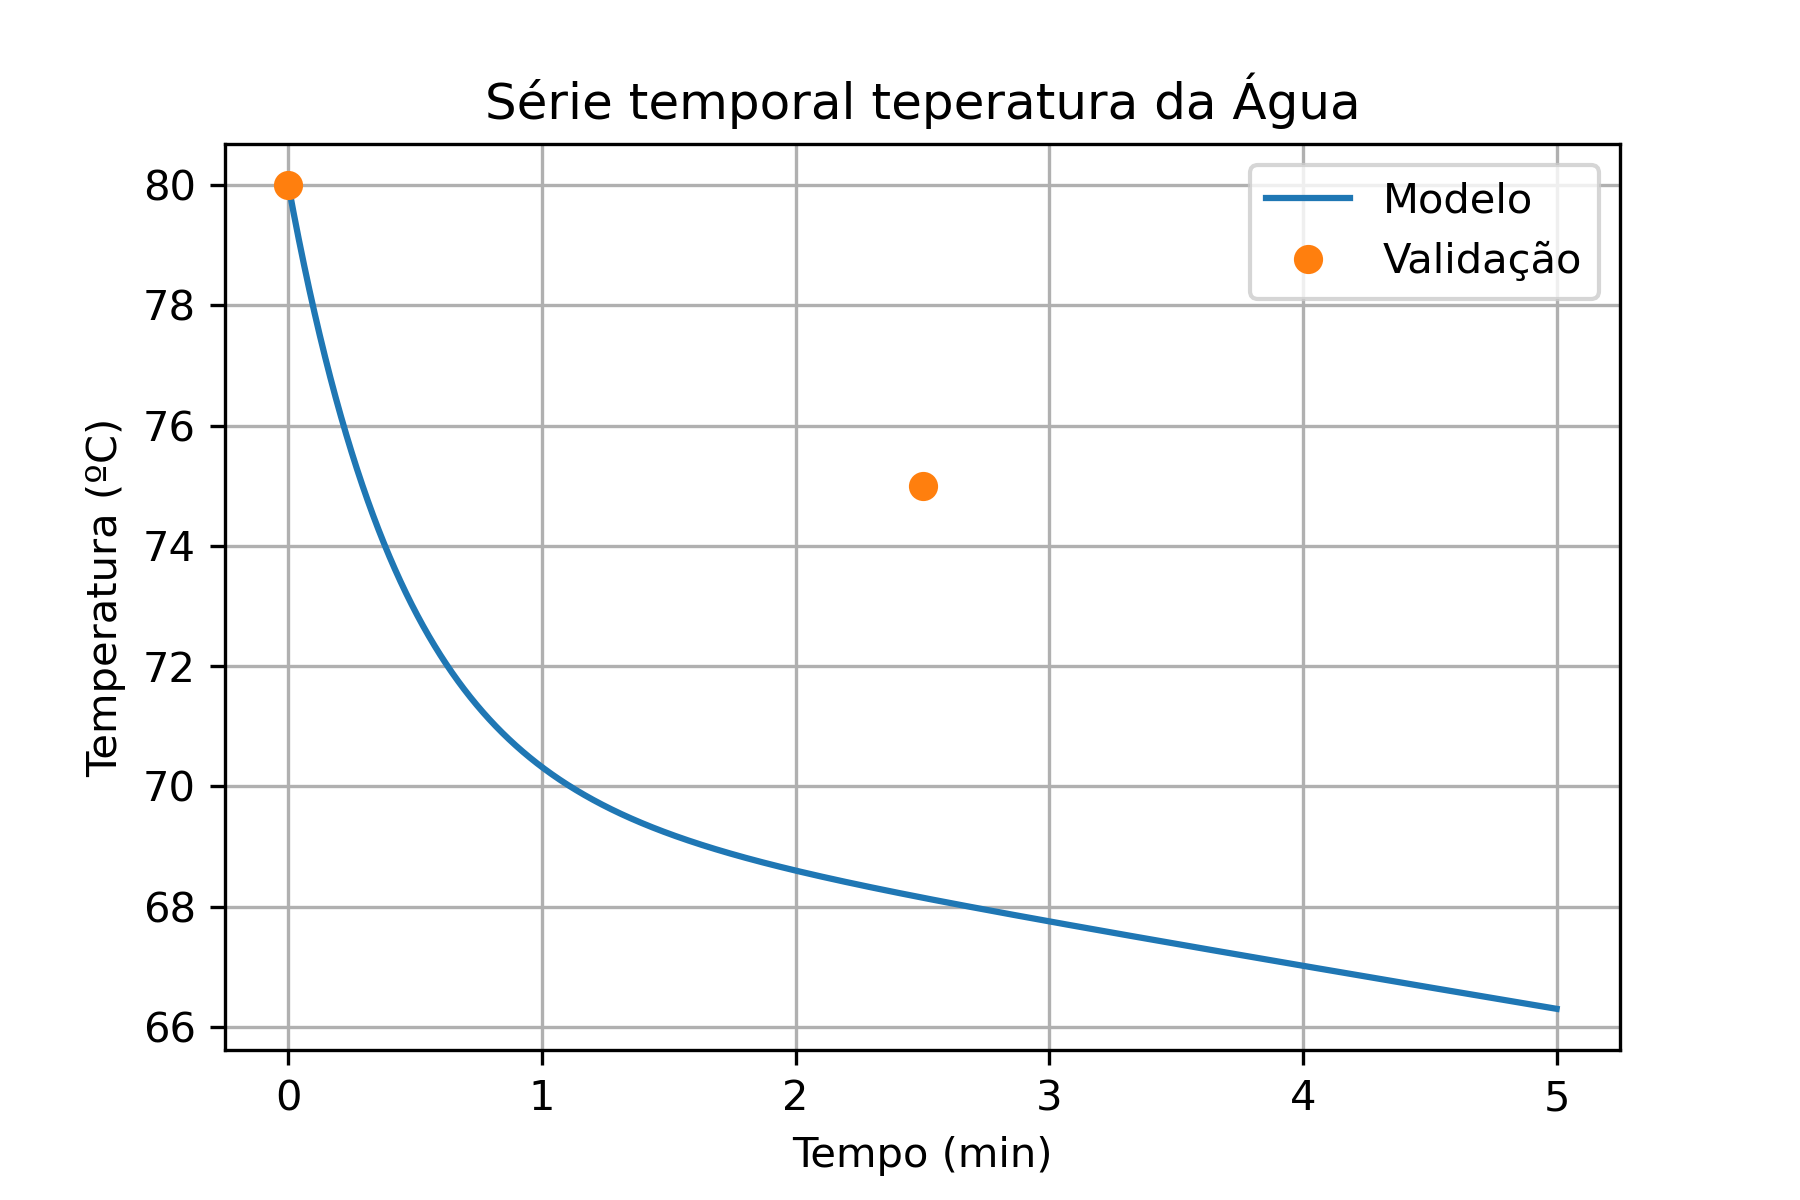 Série temporal teperatura da Água
Modelo
Validação
80
78
76
74
72
70
68
66
Temperatura (ºC)
0 1 2 3 4 5
Tempo (min)